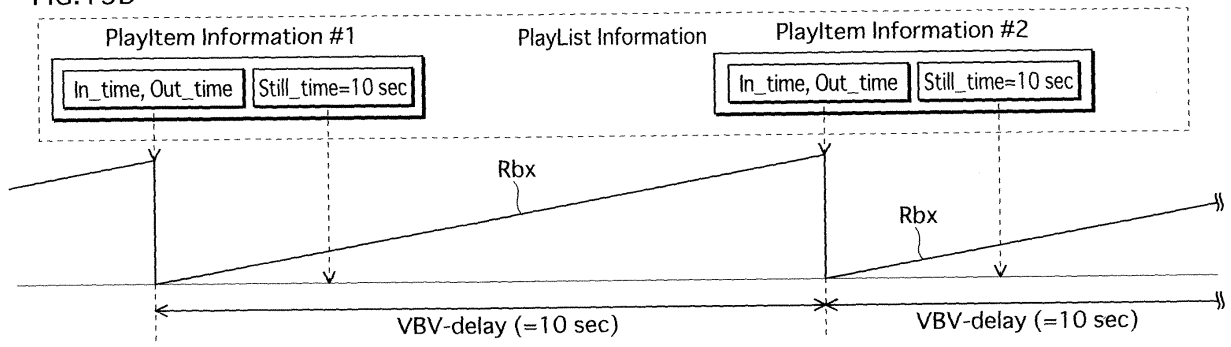 PlayItem Information #1
PlayList Information
PlayItem Information #2
In_time, Out_time
Still_time=10 sec
In_time, Out_time
Still_time=10 sec
Rbx
Rbx
VBV-delay (=10 sec)
VBV-delay (=10 sec)